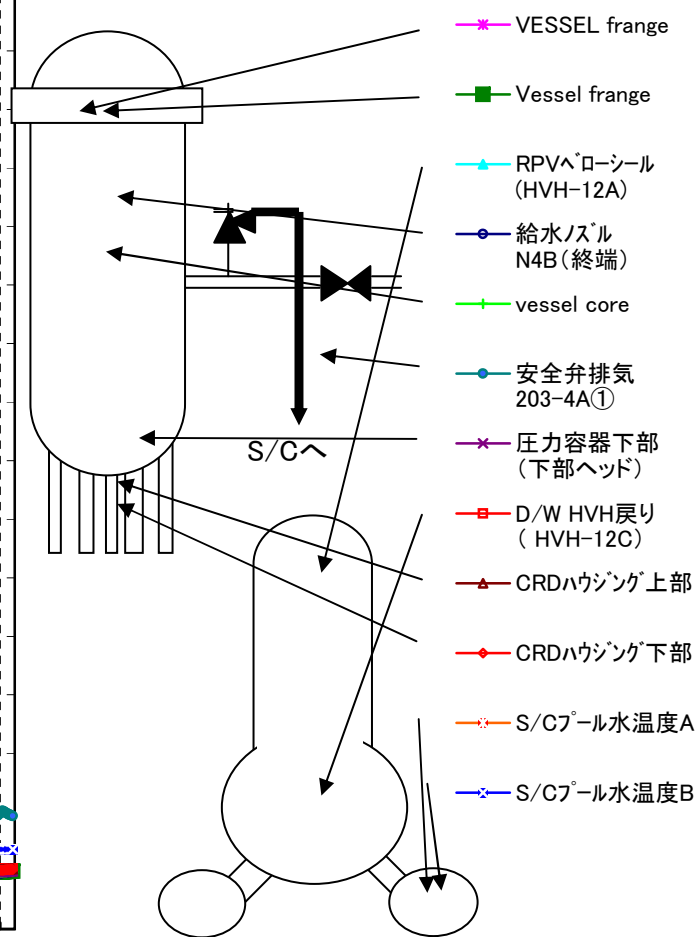 VESSEL frange
Vessel frange
RPVベローシール
(HVH-12A)
給水ノズル
N4B(終端)
vessel core
安全弁排気
203-4A①
S/Cへ
圧力容器下部
(下部ヘッド)
D/W HVH戻り
( HVH-12C)
CRDハウジング上部
CRDハウジング下部
S/Cプール水温度A
S/Cプール水温度B